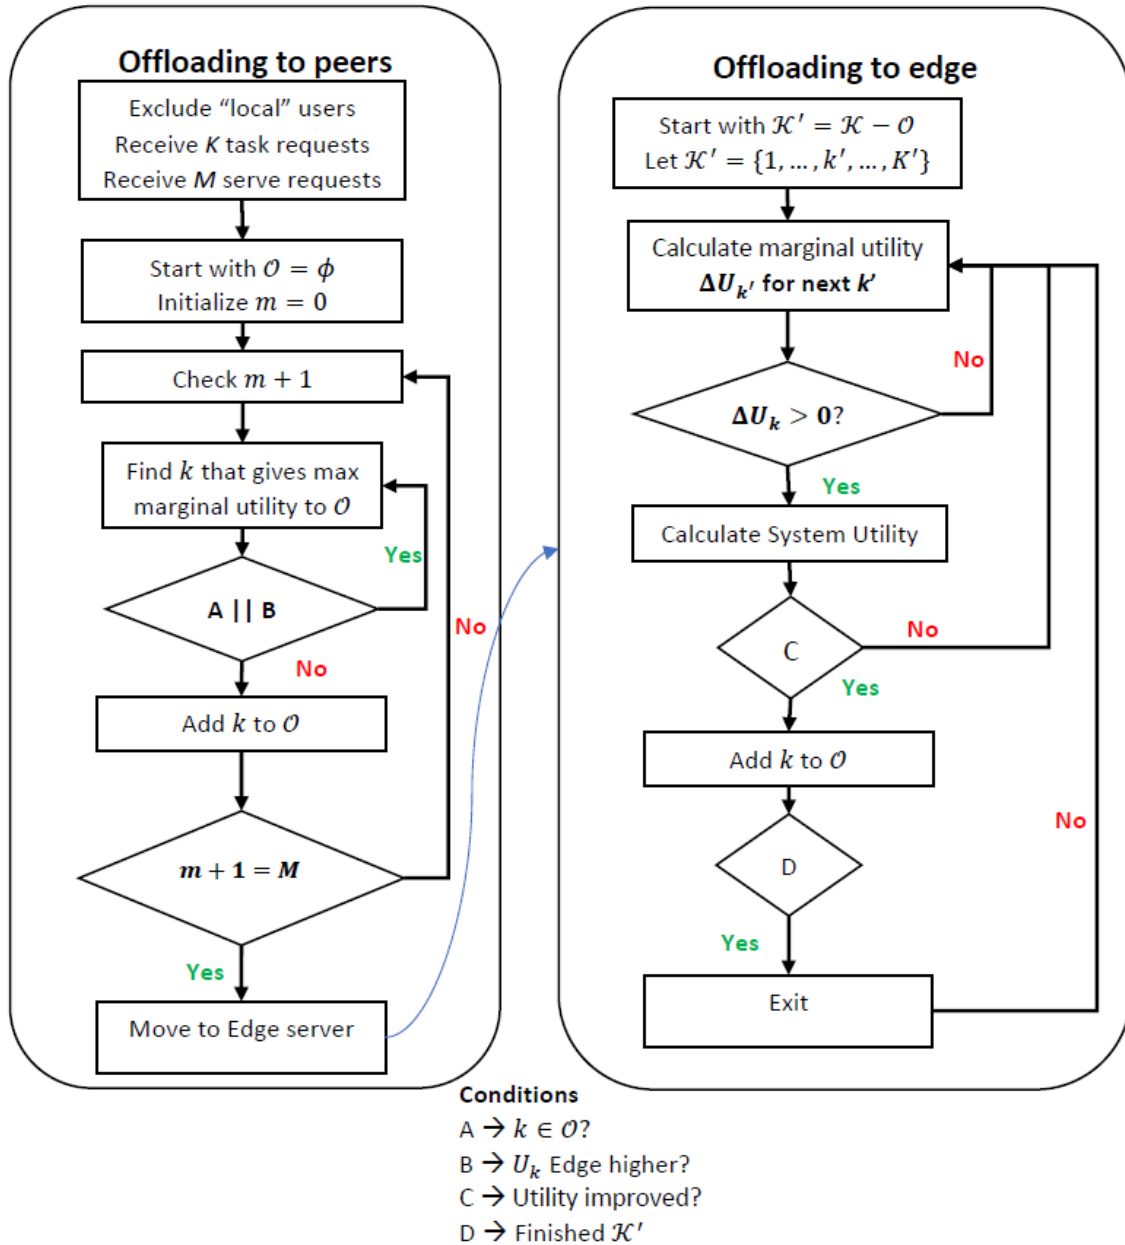 Offloading to peers
Exclude “local” users
Receive K task requests
Receive M serve requests
Start with 𝒪 = ϕ
Initialize m = 0
Check m + 1
Find k that gives max
marginal utility to 𝒪
Yes
A || B
No
No
Add k to 𝒪
m + 1 = M
Yes
Move to Edge server
Offloading to edge
Start with 𝒦′ = 𝒦 − 𝒪
Let 𝒦′ = {1, … , k′, … , K′}
Calculate marginal utility
ΔU_{k′} for next k′
No
ΔU_k > 0?
Yes
Calculate System Utility
C
No
Yes
Add k to 𝒪
No
D
Yes
Exit
Conditions
A → k ∈ 𝒪?
B → U_k Edge higher?
C → Utility improved?
D → Finished 𝒦′